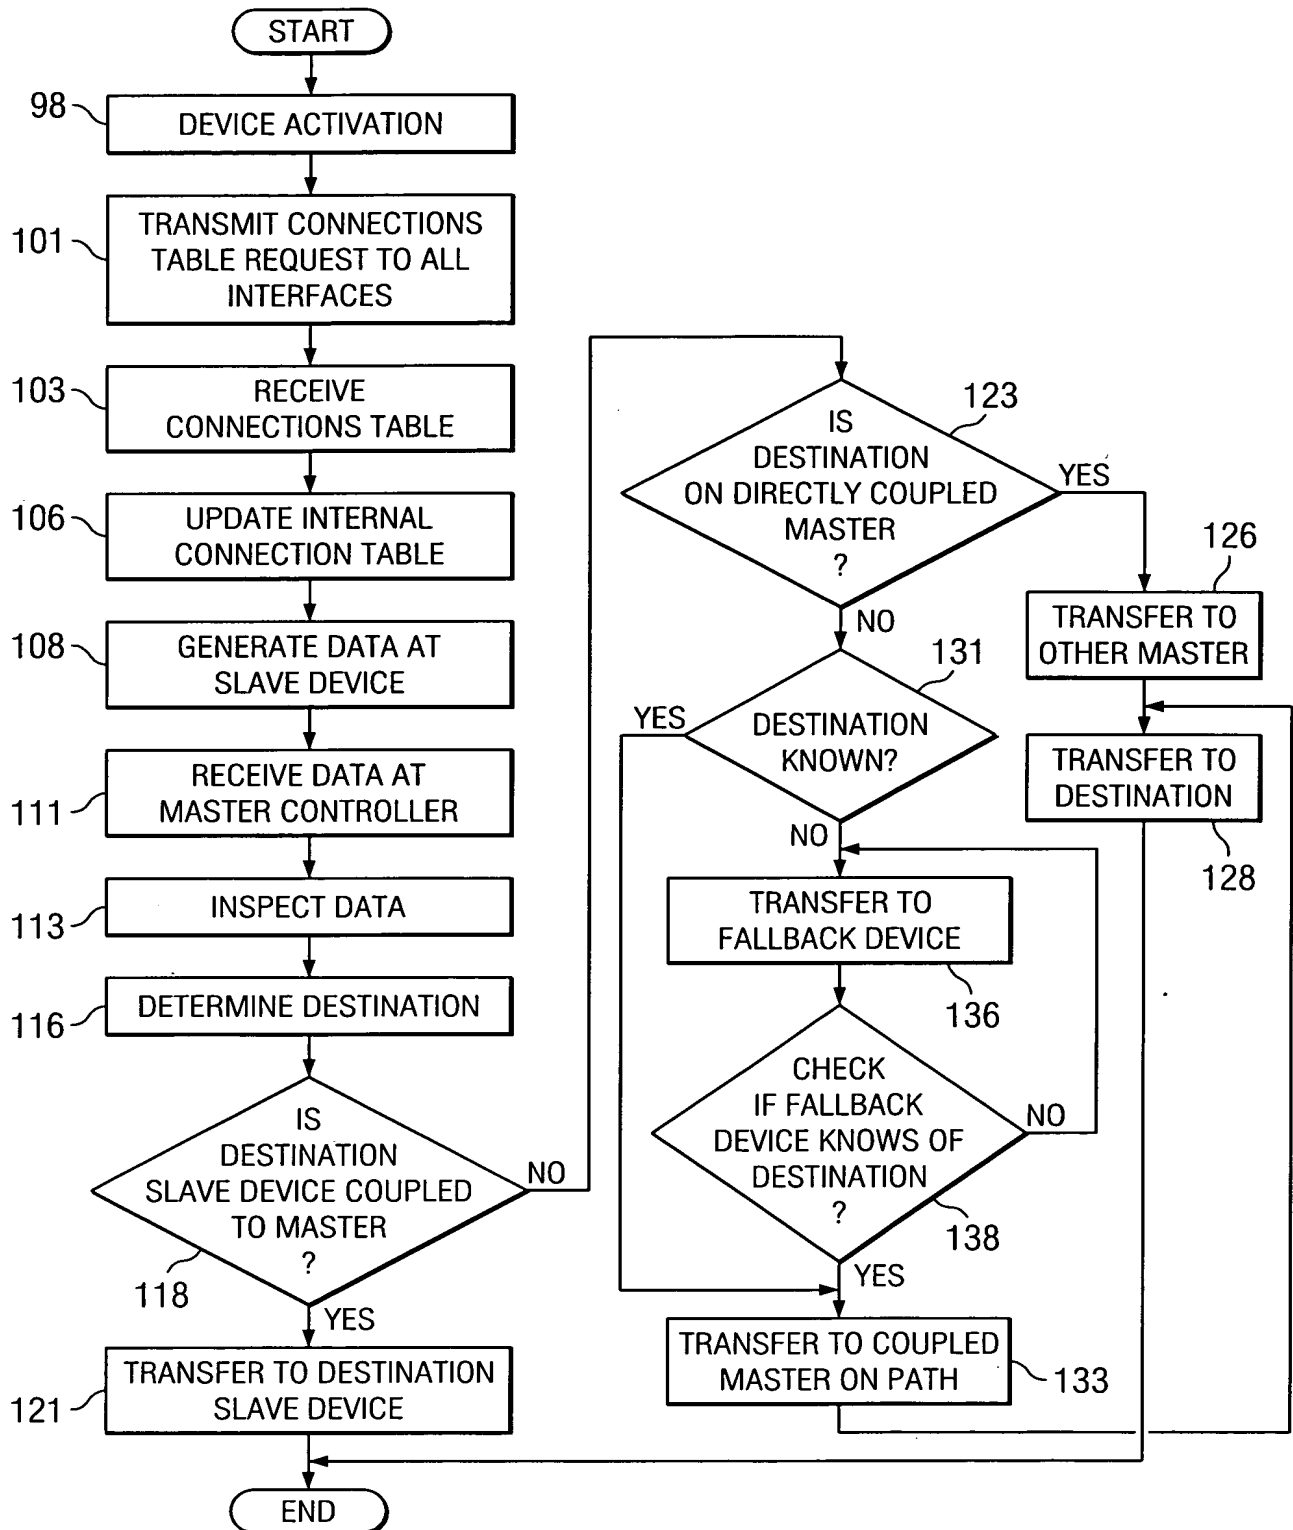 START
98
DEVICE ACTIVATION
101
TRANSMIT CONNECTIONS
TABLE REQUEST TO ALL
INTERFACES
103
RECEIVE
CONNECTIONS TABLE
106
UPDATE INTERNAL
CONNECTION TABLE
108
GENERATE DATA AT
SLAVE DEVICE
111
RECEIVE DATA AT
MASTER CONTROLLER
113
INSPECT DATA
116
DETERMINE DESTINATION
IS
DESTINATION
SLAVE DEVICE COUPLED
TO MASTER
?
118
NO
YES
121
TRANSFER TO DESTINATION
SLAVE DEVICE
END
123
IS
DESTINATION
ON DIRECTLY COUPLED
MASTER
?
YES
NO
126
TRANSFER TO
OTHER MASTER
TRANSFER TO
DESTINATION
128
131
DESTINATION
KNOWN?
YES
NO
TRANSFER TO
FALLBACK DEVICE
136
CHECK
IF FALLBACK
DEVICE KNOWS OF
DESTINATION
?
138
NO
YES
TRANSFER TO COUPLED
MASTER ON PATH
133